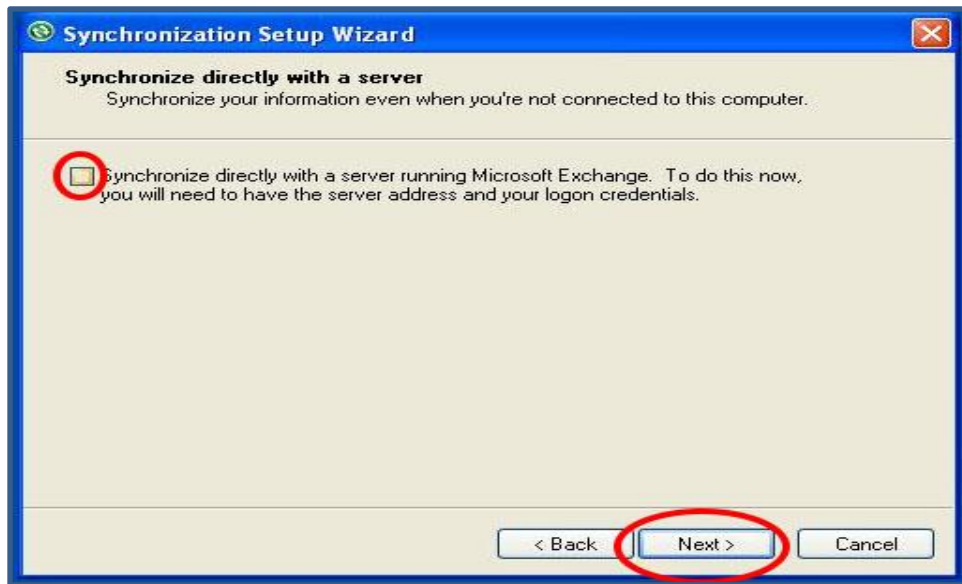 Synchronization Setup Wizard
Synchronize directly with a server
Synchronize your information even when you're not connected to this computer.
Synchronize directly with a server running Microsoft Exchange. To do this now,
you will need to have the server address and your logon credentials.
< Back Next > Cancel